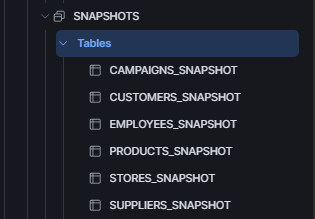 SNAPSHOTS
Tables
CAMPAIGNS_SNAPSHOT
CUSTOMERS_SNAPSHOT
EMPLOYEES_SNAPSHOT
PRODUCTS_SNAPSHOT
STORES_SNAPSHOT
SUPPLIERS_SNAPSHOT